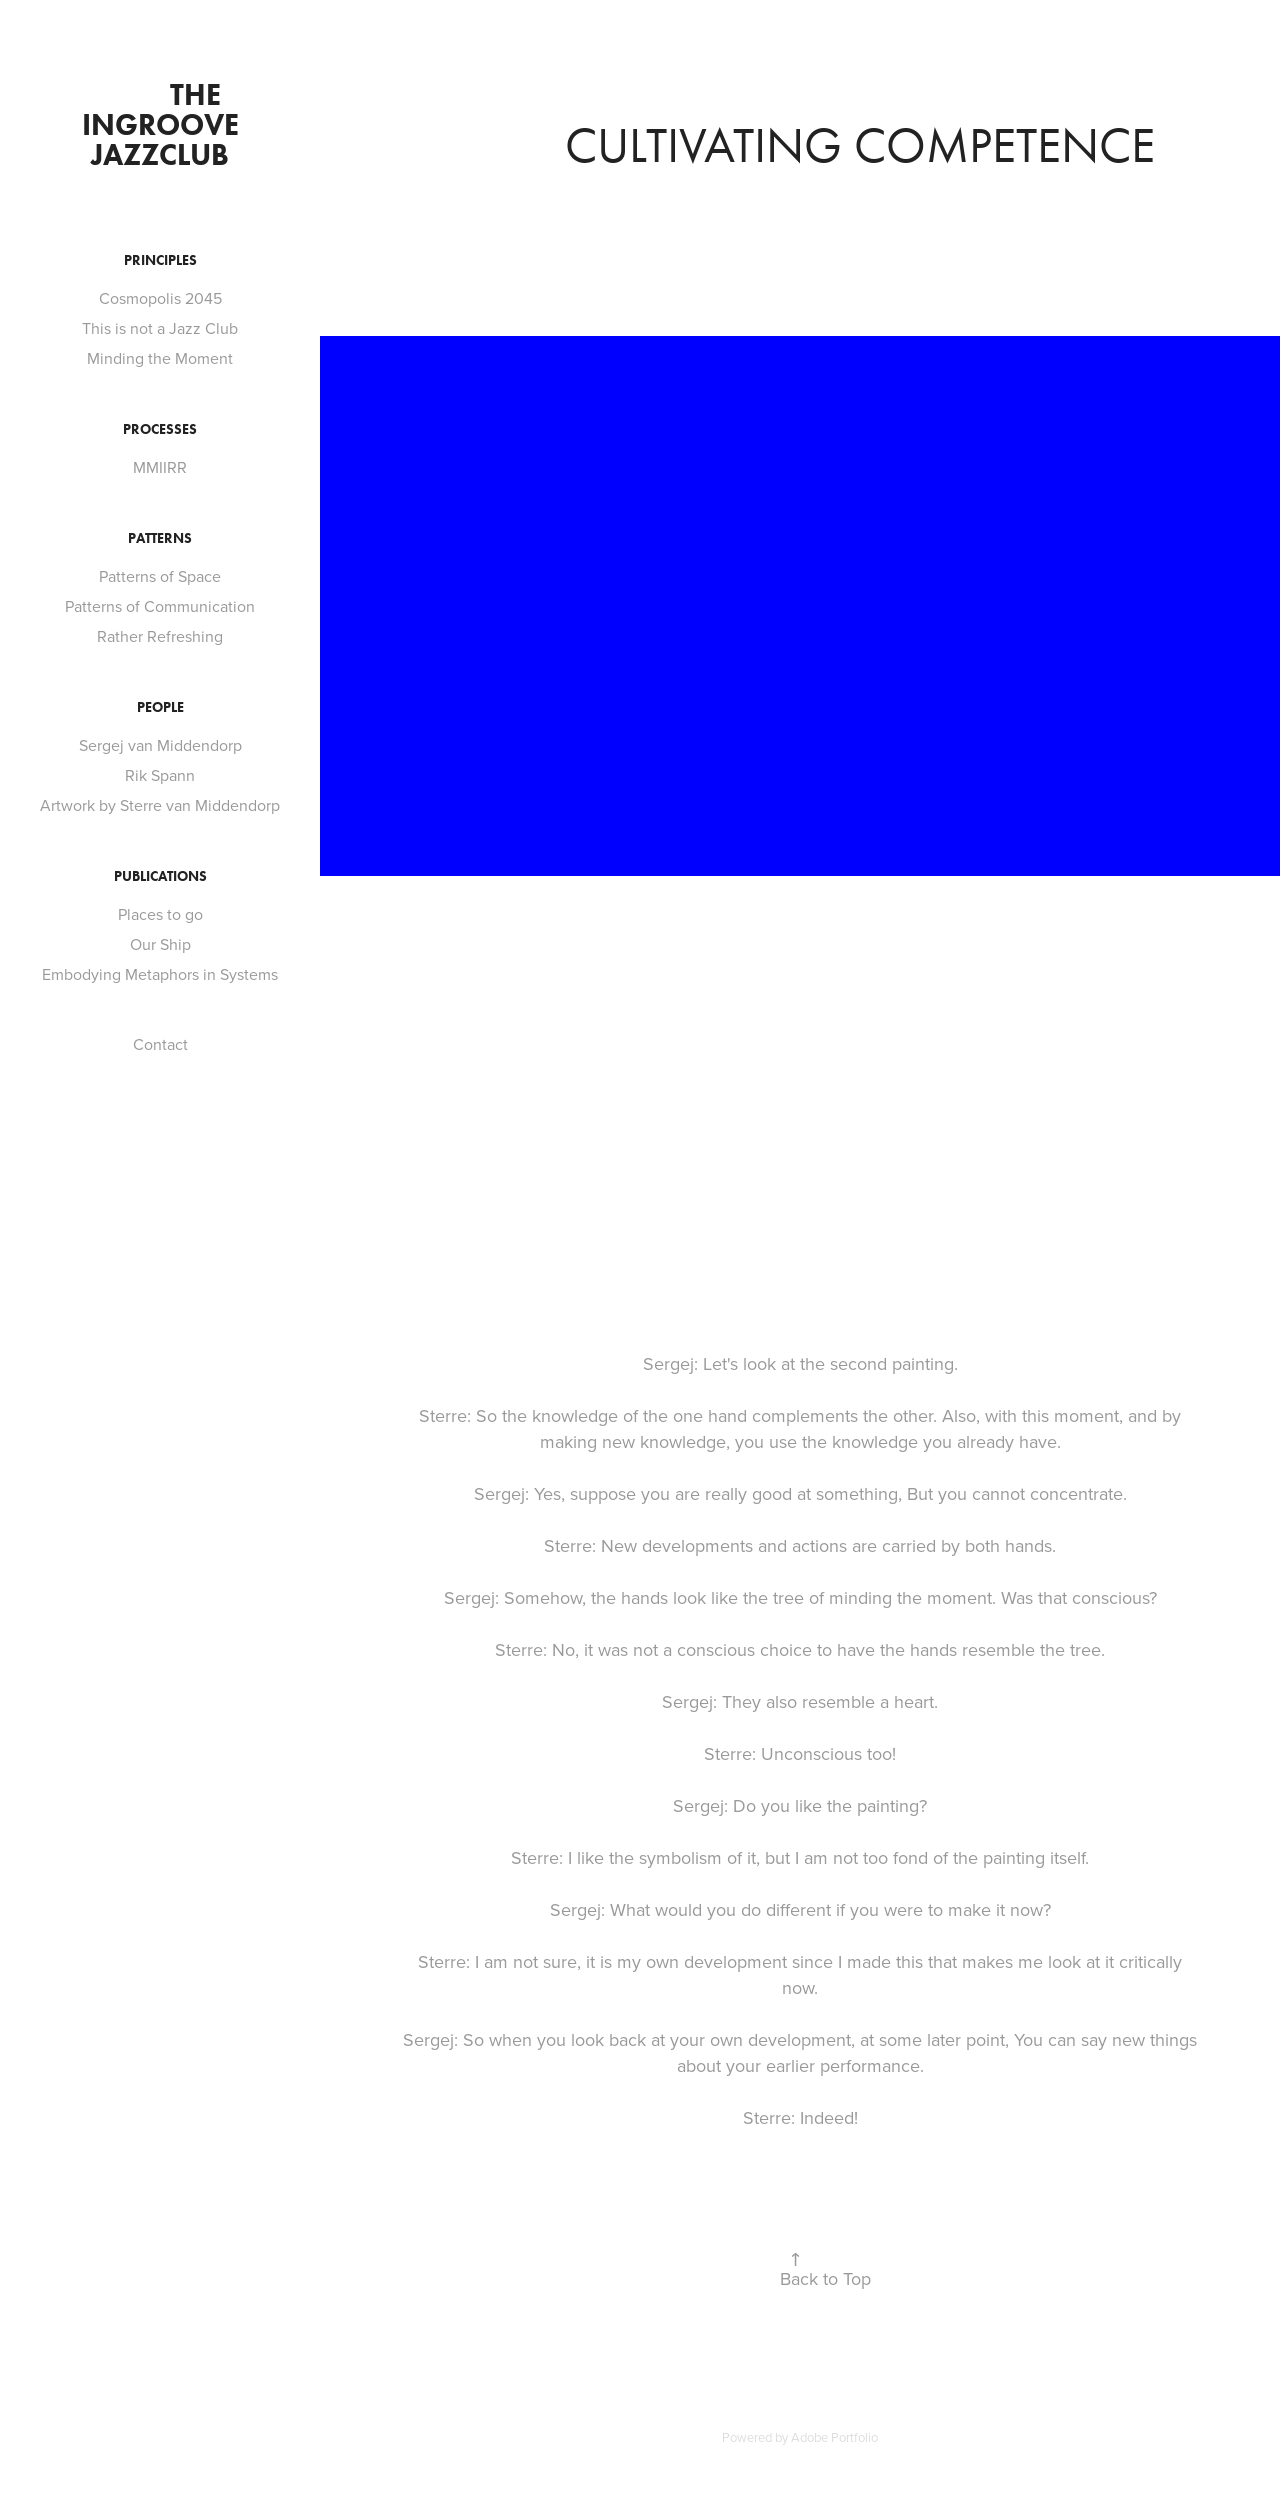 THE
INGROOVE
JAZZCLUB
PRINCIPLES
Cosmopolis 2045
This is not a Jazz Club
Minding the Moment
PROCESSES
MMIIRR
PATTERNS
Patterns of Space
Patterns of Communication
Rather Refreshing
PEOPLE
Sergej van Middendorp
Rik Spann
Artwork by Sterre van Middendorp
PUBLICATIONS
Places to go
Our Ship
Embodying Metaphors in Systems
Contact
CULTIVATING COMPETENCE
Sergej: Let's look at the second painting.
Sterre: So the knowledge of the one hand complements the other. Also, with this moment, and by
making new knowledge, you use the knowledge you already have.
Sergej: Yes, suppose you are really good at something, But you cannot concentrate.
Sterre: New developments and actions are carried by both hands.
Sergej: Somehow, the hands look like the tree of minding the moment. Was that conscious?
Sterre: No, it was not a conscious choice to have the hands resemble the tree.
Sergej: They also resemble a heart.
Sterre: Unconscious too!
Sergej: Do you like the painting?
Sterre: I like the symbolism of it, but I am not too fond of the painting itself.
Sergej: What would you do different if you were to make it now?
Sterre: I am not sure, it is my own development since I made this that makes me look at it critically
now.
Sergej: So when you look back at your own development, at some later point, You can say new things
about your earlier performance.
Sterre: Indeed!
↑
Back to Top
Powered by Adobe Portfolio